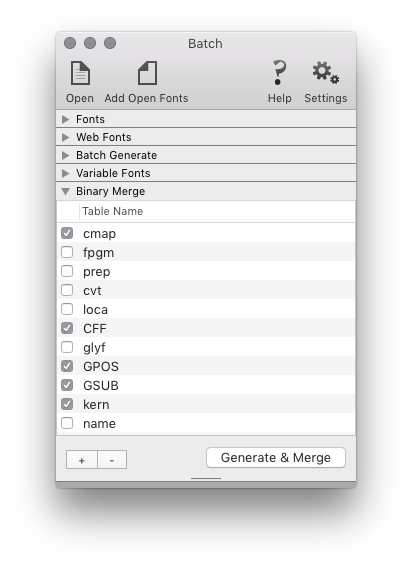 Batch
Open Add Open Fonts Help Settings
Fonts
Web Fonts
Batch Generate
Variable Fonts
Binary Merge
Table Name
cmap
fpgm
prep
cvt
loca
CFF
glyf
GPOS
GSUB
kern
name
+ - Generate & Merge